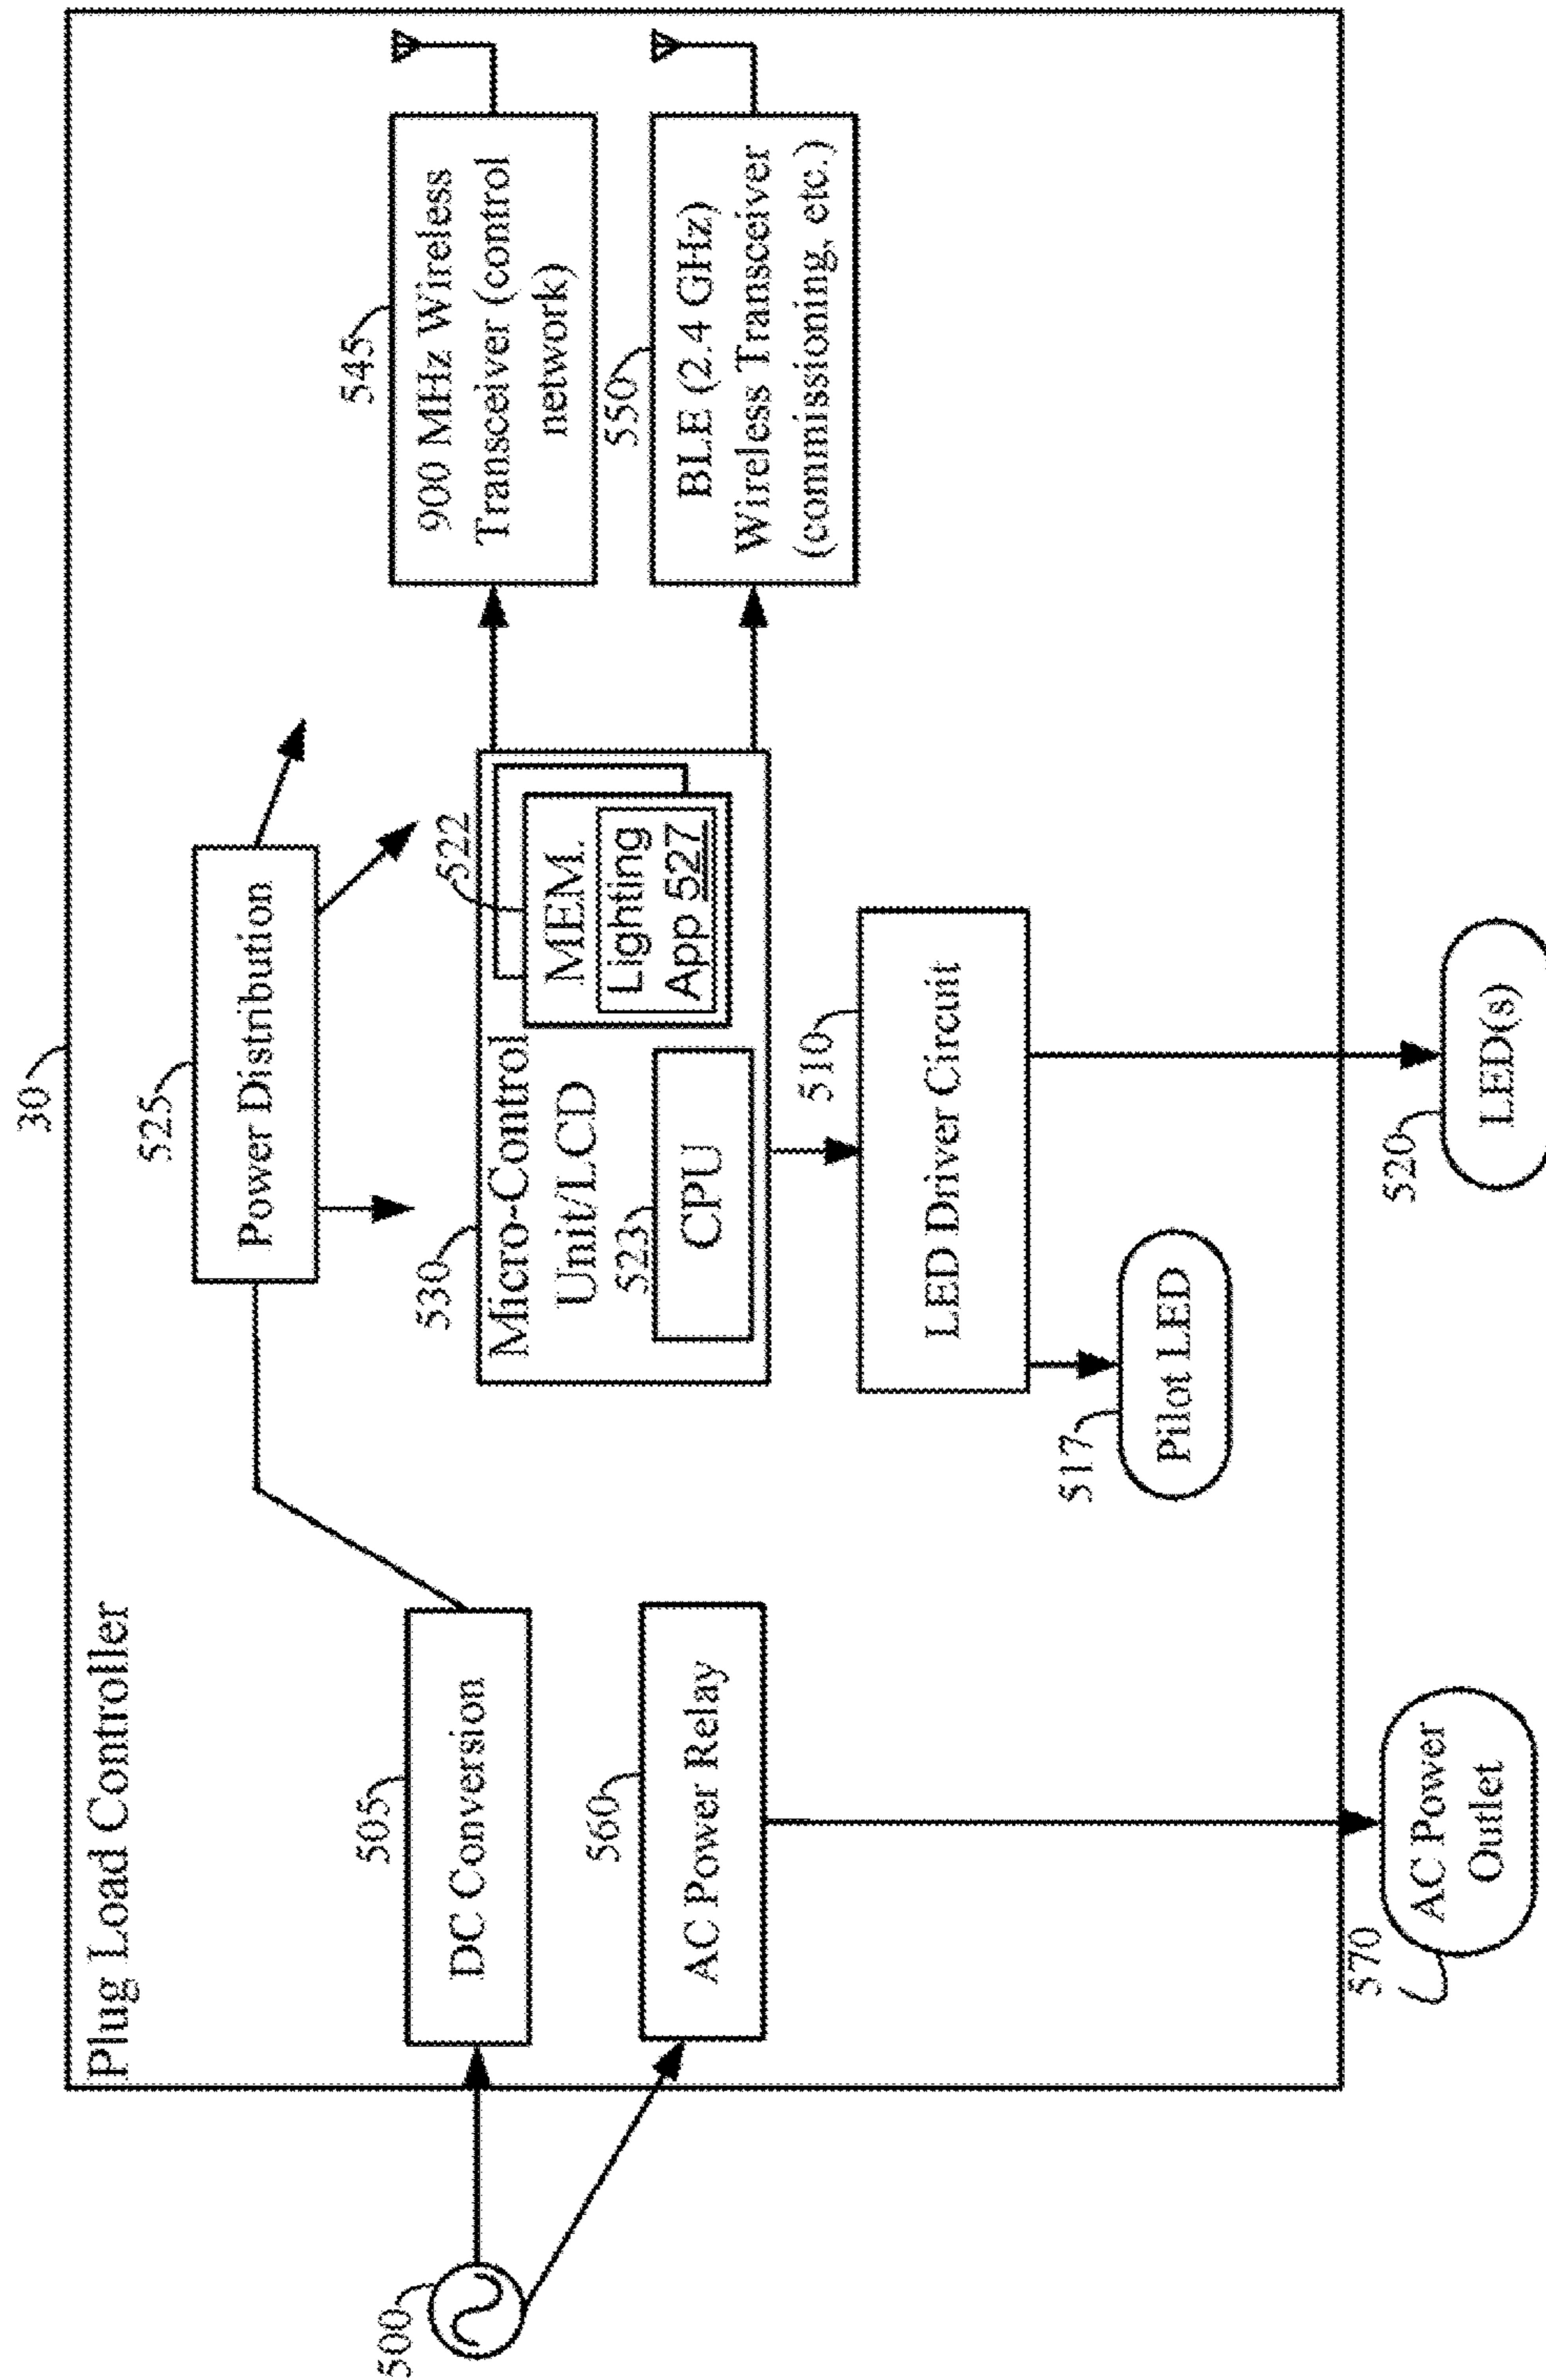 30
Plug Load Controller
525
Power Distribution
500
505
DC Conversion
560
AC Power Relay
570
AC Power
Outlet
530
Micro-Control
Unit/LCD
523
CPU
522
MEM.
Lighting
App 527
510
LED Driver Circuit
517
Pilot LED
520
LED(s)
545
900 MHz Wireless
Transceiver (control
network)
550
BLE (2.4 GHz)
Wireless Transceiver
(commissioning, etc.)